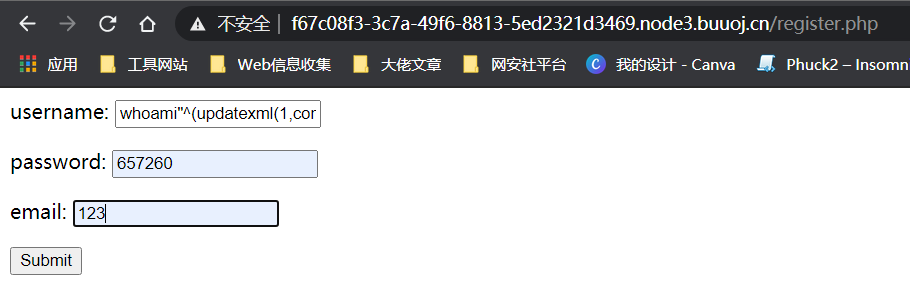 不安全 | f67c08f3-3c7a-49f6-8813-5ed2321d3469.node3.buuoj.cn/register.php
应用 工具网站 Web信息收集 大佬文章 网安社平台 我的设计 - Canva Phuck2 – Insomn
username: whoami"^(updatexml(1,cor
password: 657260
email: 123
Submit